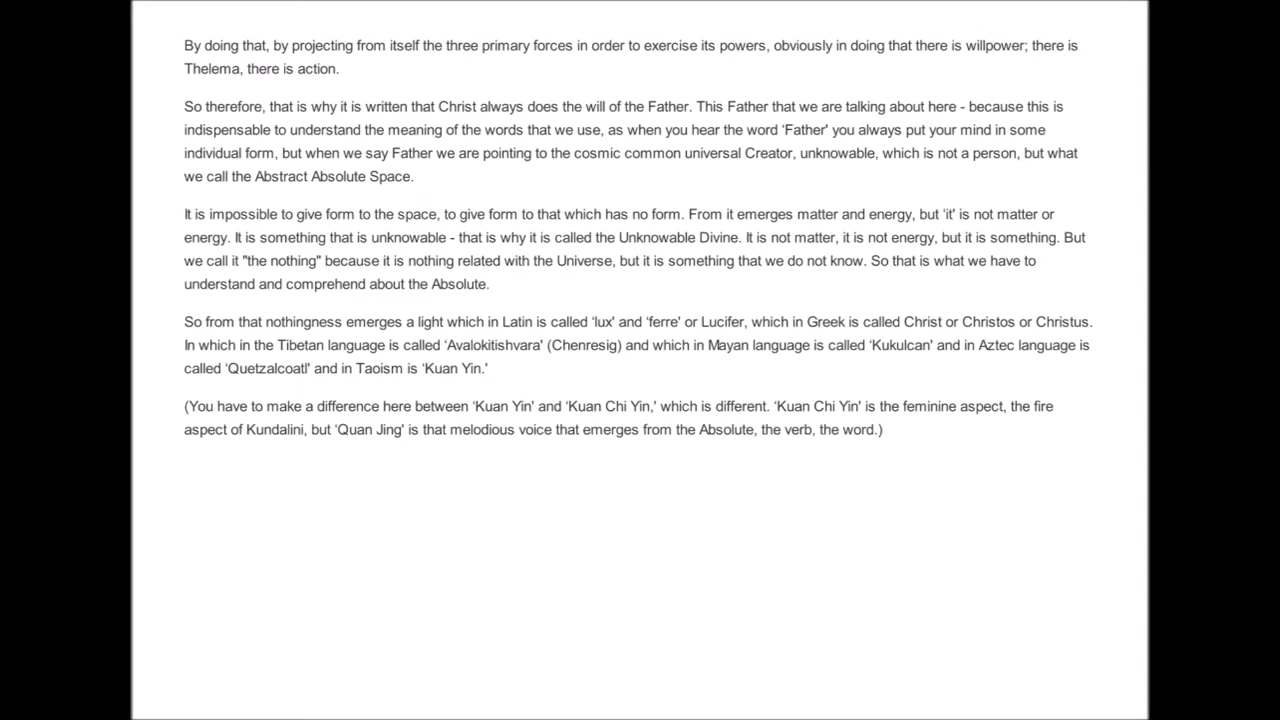 By doing that, by projecting from itself the three primary forces in order to exercise its powers, obviously in doing that there is willpower; there is
Thelema, there is action.
So therefore, that is why it is written that Christ always does the will of the Father. This Father that we are talking about here - because this is
indispensable to understand the meaning of the words that we use, as when you hear the word ‘Father’ you always put your mind in some
individual form, but when we say Father we are pointing to the cosmic common universal Creator, unknowable, which is not a person, but what
we call the Abstract Absolute Space.
It is impossible to give form to the space, to give form to that which has no form. From it emerges matter and energy, but ‘it’ is not matter or
energy. It is something that is unknowable - that is why it is called the Unknowable Divine. It is not matter, it is not energy, but it is something. But
we call it "the nothing" because it is nothing related with the Universe, but it is something that we do not know. So that is what we have to
understand and comprehend about the Absolute.
So from that nothingness emerges a light which in Latin is called ‘lux’ and ‘ferre’ or Lucifer, which in Greek is called Christ or Christos or Christus.
In which in the Tibetan language is called ‘Avalokitishvara’ (Chenresig) and which in Mayan language is called ‘Kukulcan’ and in Aztec language is
called ‘Quetzalcoatl’ and in Taoism is ‘Kuan Yin.’
(You have to make a difference here between ‘Kuan Yin’ and ‘Kuan Chi Yin,’ which is different. ‘Kuan Chi Yin’ is the feminine aspect, the fire
aspect of Kundalini, but ‘Quan Jing’ is that melodious voice that emerges from the Absolute, the verb, the word.)